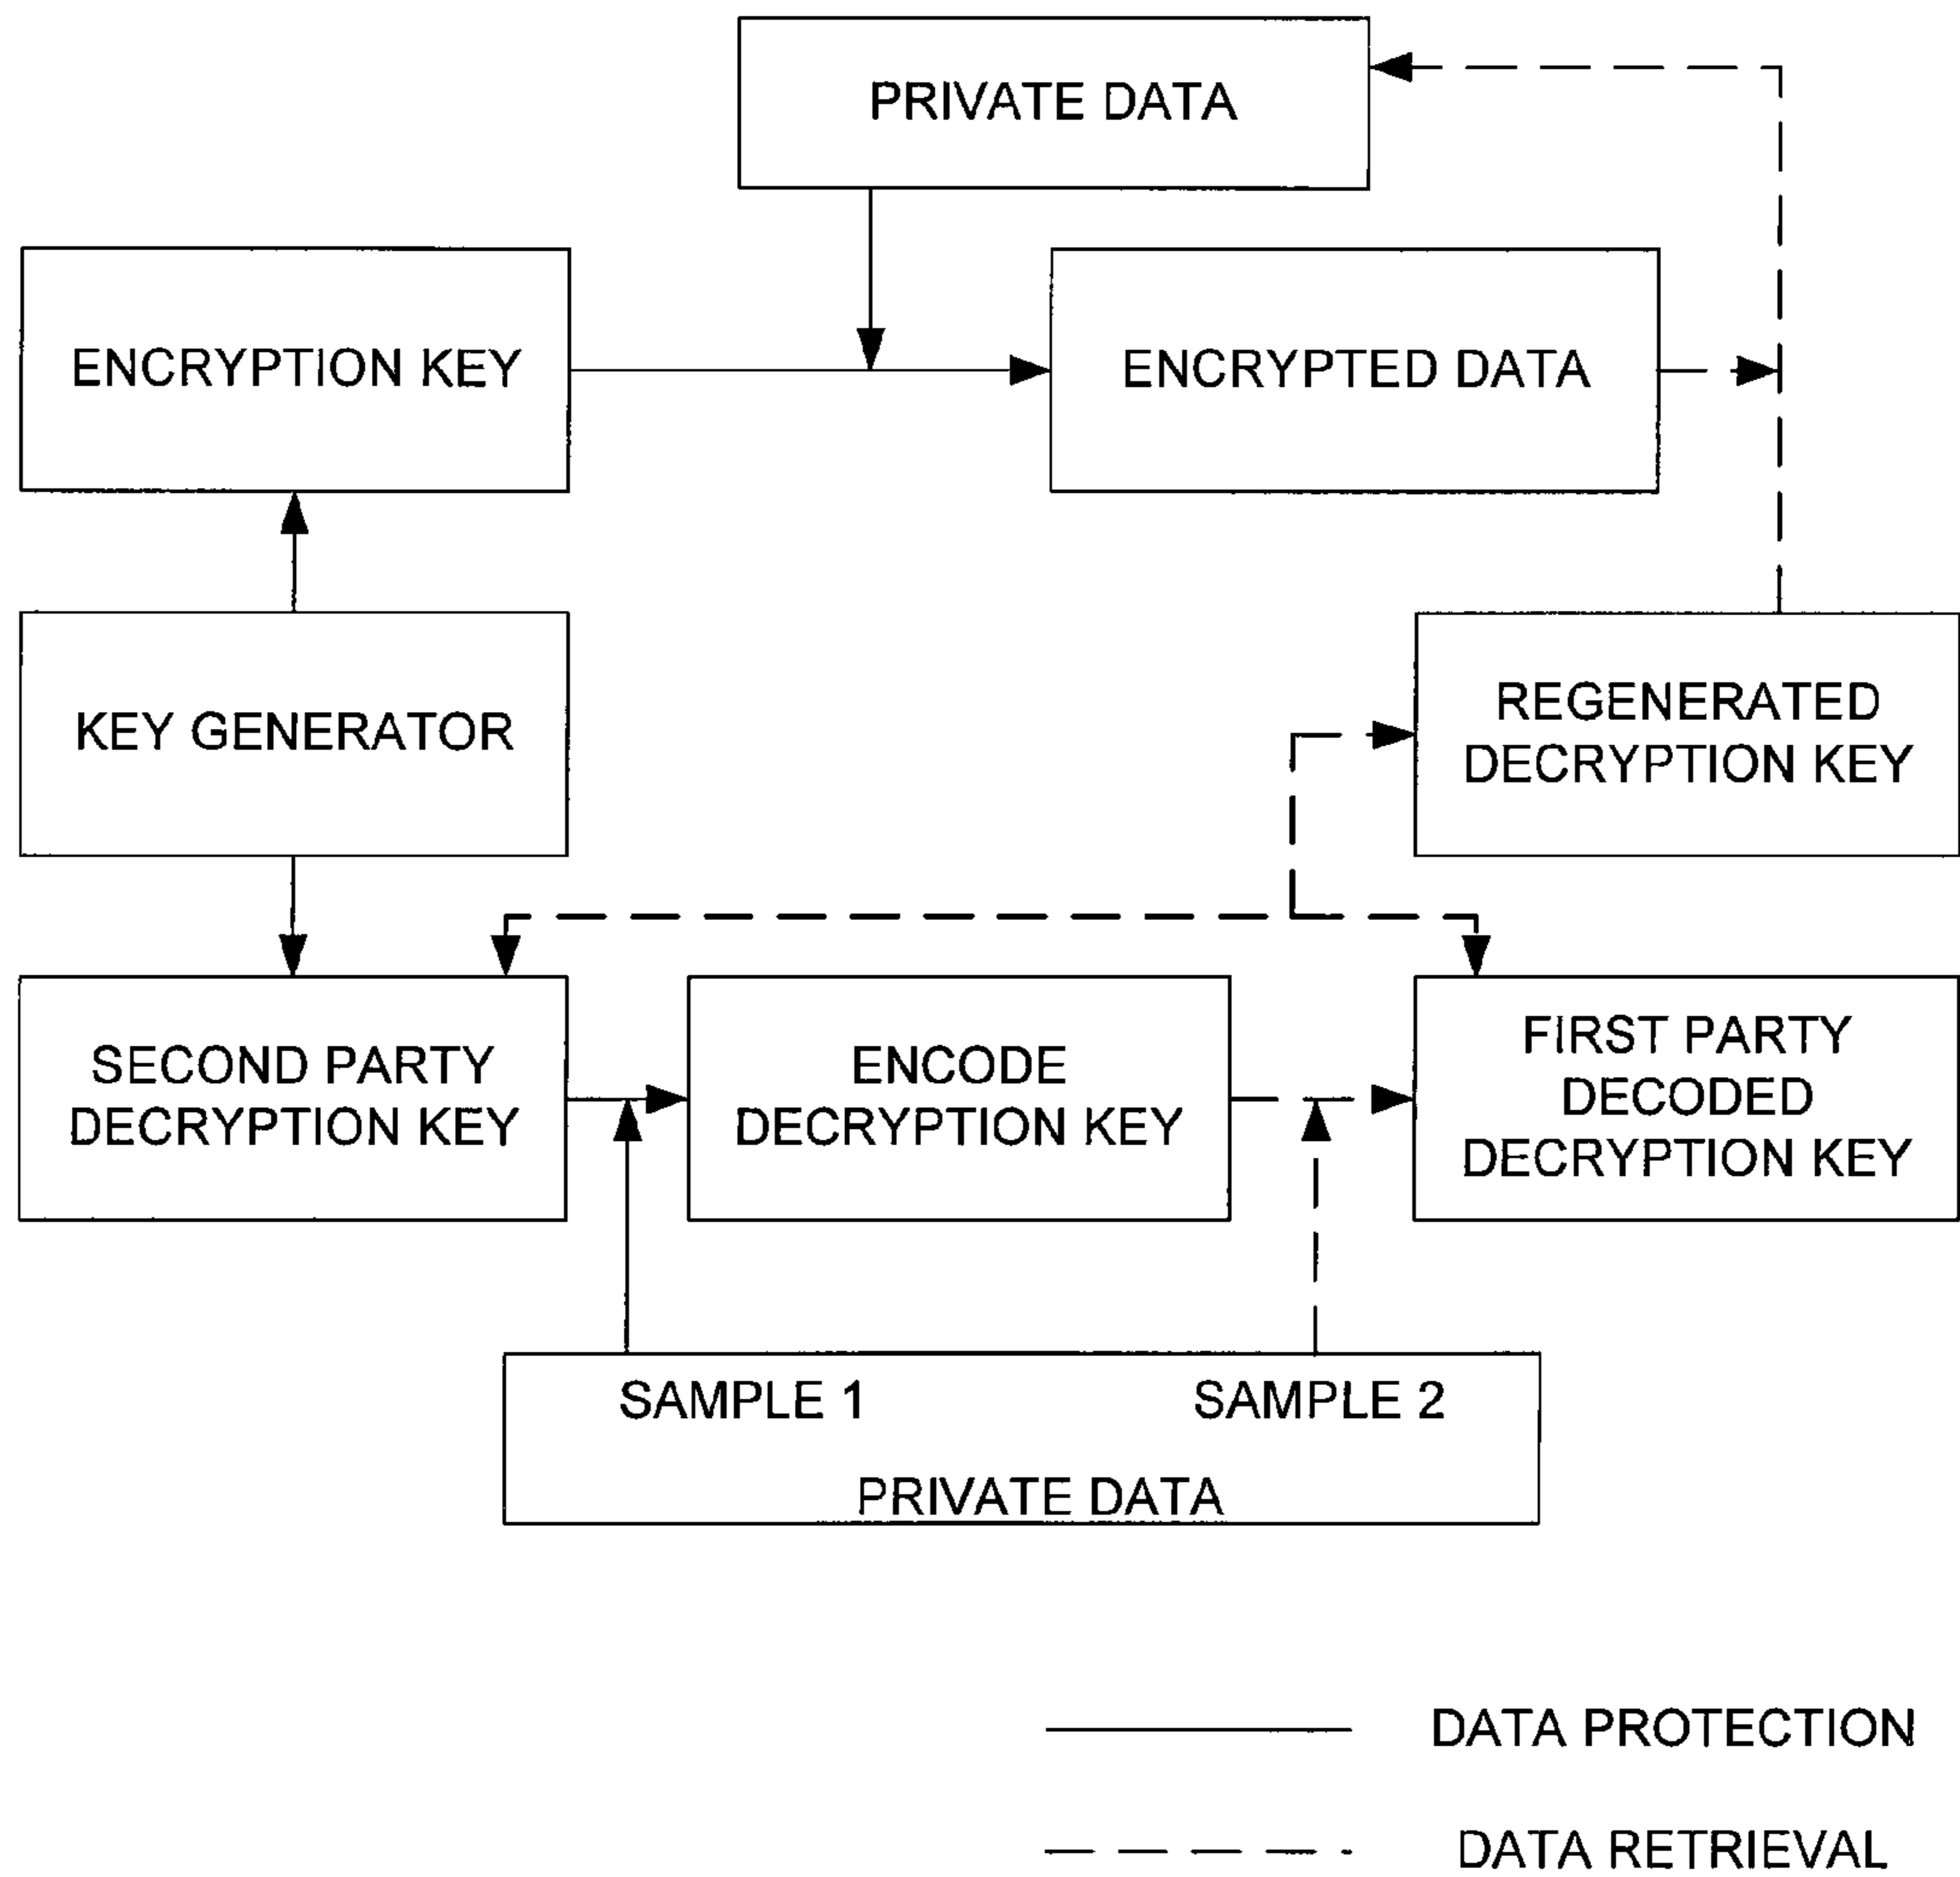 PRIVATE DATA
ENCRYPTION KEY
ENCRYPTED DATA
KEY GENERATOR
REGENERATED
DECRYPTION KEY
SECOND PARTY
DECRYPTION KEY
ENCODE
DECRYPTION KEY
FIRST PARTY
DECODED
DECRYPTION KEY
SAMPLE 1
SAMPLE 2
PRIVATE DATA
DATA PROTECTION
DATA RETRIEVAL